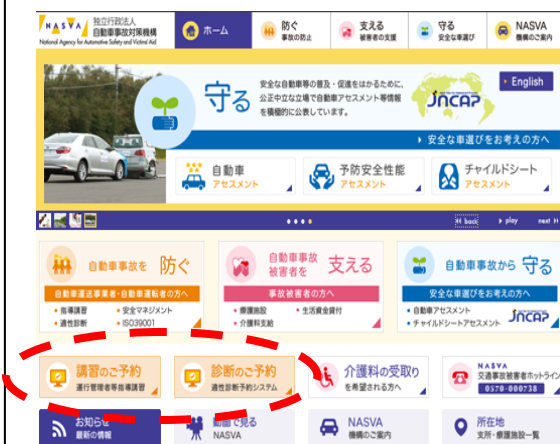 NASVA
独立行政法人
自動車事故対策機構
National Agency for Automotive Safety and Victims' Aid
ホーム
防ぐ
事故の防止
支える
被害者の支援
守る
安全な車選び
NASVA
機構のご案内
守る
安全な自動車等の普及・促進をはかるために、
公正中立な立場で自動車アセスメント等情報
を積極的に公表しています。
JNCAP
English
安全な車選びをお考えの方へ
自動車
アセスメント
予防安全性能
アセスメント
チャイルドシート
アセスメント
back
play
next
自動車事故を 防ぐ
自動車運送事業者・自動車運転者の方へ
・指導講習 ・安全マネジメント
・適性診断 ・ISO39001
自動車事故
被害者を 支える
事故被害者の方へ
・療護施設 ・生活資金貸付
・介護料支給
自動車事故から 守る
安全な車選びをお考えの方へ
・自動車アセスメント
・チャイルドシートアセスメント
JNCAP
講習のご予約
運行管理者等指導講習
診断のご予約
適性診断予約システム
介護料の受取り
を希望される方へ
NASVA
交通事故被害者ホットライン
0570-000738
お知らせ
最新の情報
動画で見る
NASVA
NASVA
機構のご案内
所在地
支所・療護施設一覧